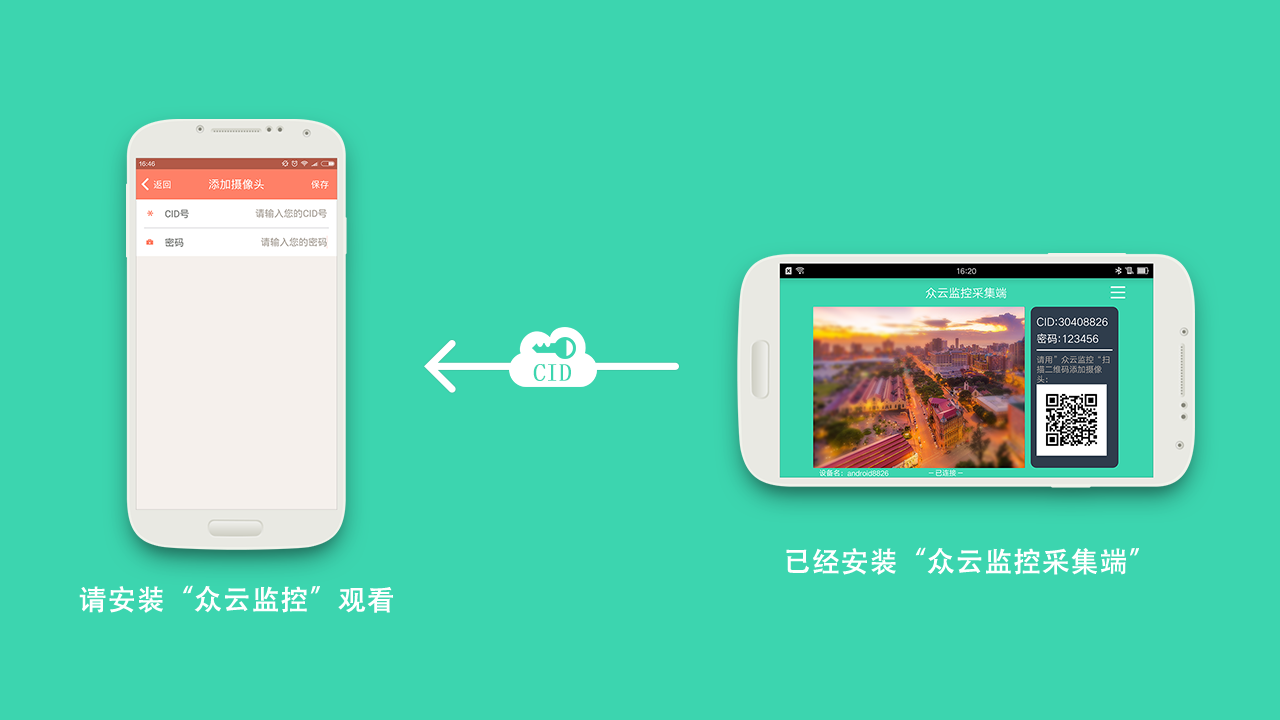 16:46
返回 添加摄像头 保存
CID号 请输入您的CID号
密码 请输入您的密码
请安装“众云监控”观看
CID
16:20
众云监控采集端
CID:30408826
密码:123456
请用”众云监控“扫
描二维码添加摄像
头:
设备名: android8826 －已连接－
已经安装“众云监控采集端”